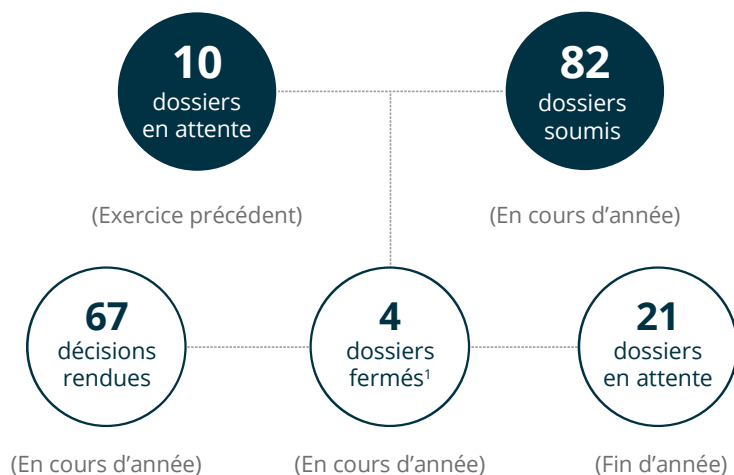 10
dossiers
en attente
82
dossiers
soumis
(Exercice précédent)
(En cours d’année)
67
décisions
rendues
4
dossiers
fermés¹
21
dossiers
en attente
(En cours d’année)
(En cours d’année)
(Fin d’année)